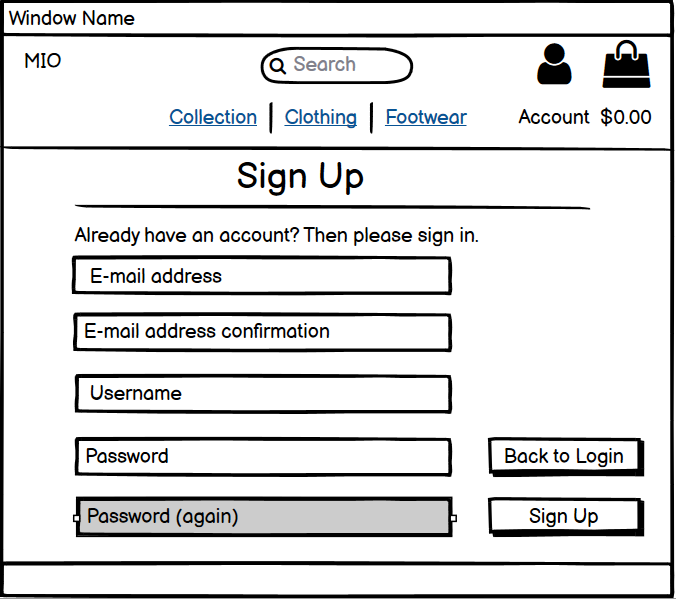 Window Name
MIO
Search
Collection
Clothing
Footwear
Account $0.00
Sign Up
Already have an account? Then please sign in.
E-mail address
E-mail address confirmation
Username
Password
Back to Login
Password (again)
Sign Up